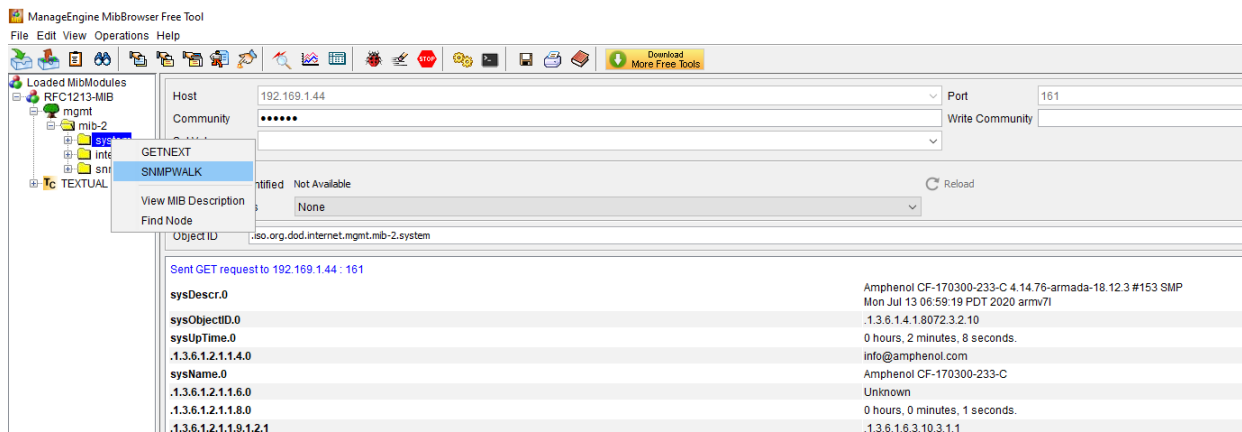 ManageEngine MibBrowser Free Tool
File Edit View Operations Help
STOP
Download
More Free Tools
Loaded MibModules
RFC1213-MIB
mgmt
mib-2
system
TEXTUAL
GETNEXT
SNMPWALK
View MIB Description
Find Node
Host 192.169.1.44 Port 161
Community •••••• Write Community
Not Available Reload
None
Object ID .iso.org.dod.internet.mgmt.mib-2.system
Sent GET request to 192.169.1.44 : 161
sysDescr.0 Amphenol CF-170300-233-C 4.14.76-armada-18.12.3 #153 SMP
Mon Jul 13 06:59:19 PDT 2020 armv7l
sysObjectID.0 .1.3.6.1.4.1.8072.3.2.10
sysUpTime.0 0 hours, 2 minutes, 8 seconds.
.1.3.6.1.2.1.1.4.0 info@amphenol.com
sysName.0 Amphenol CF-170300-233-C
.1.3.6.1.2.1.1.6.0 Unknown
.1.3.6.1.2.1.1.8.0 0 hours, 0 minutes, 1 seconds.
.1.3.6.1.2.1.1.9.1.2.1 .1.3.6.1.6.3.10.3.1.1